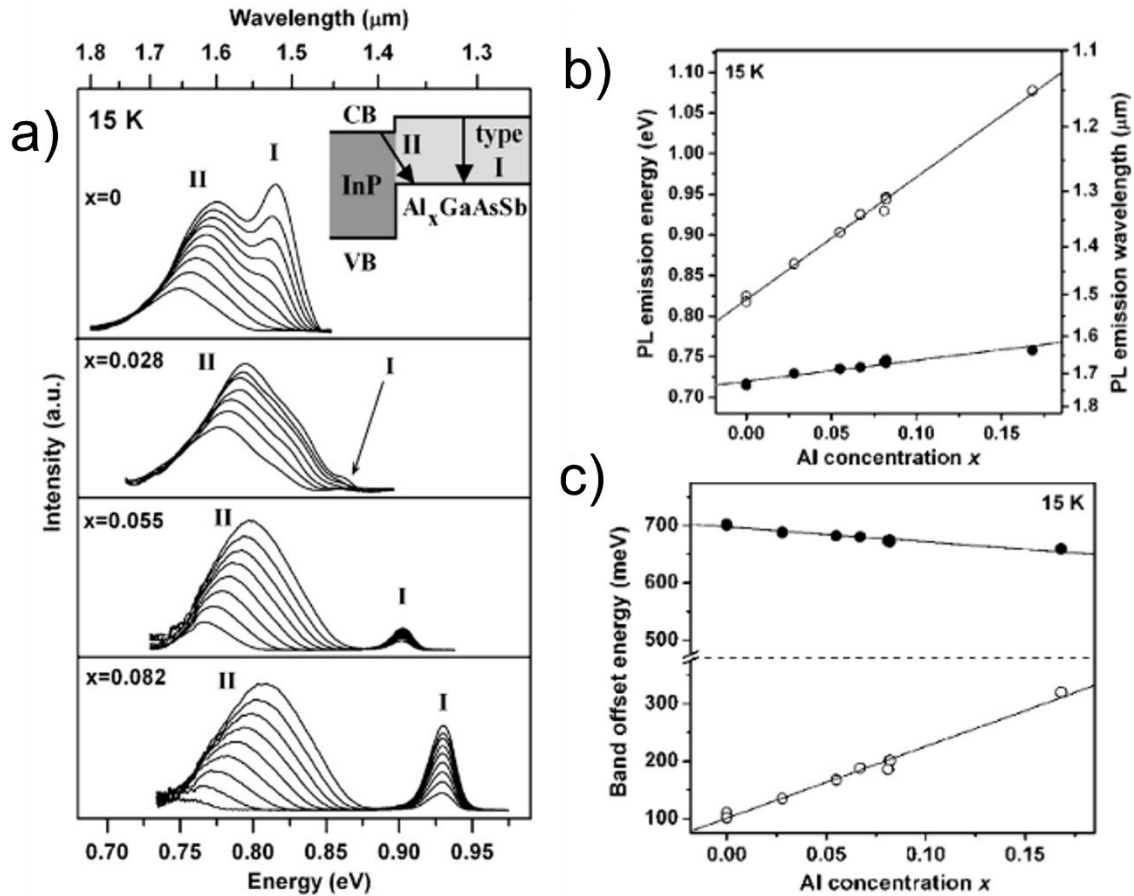 a)
Wavelength (μm)
1.8 1.7 1.6 1.5 1.4 1.3
15 K
CB
II
type
I
InP
AlxGaAsSb
VB
x=0
II
I
x=0.028
II
I
x=0.055
II
I
x=0.082
II
I
Intensity (a.u.)
0.70 0.75 0.80 0.85 0.90 0.95
Energy (eV)
b)
15 K
PL emission energy (eV)
1.10
1.05
1.00
0.95
0.90
0.85
0.80
0.75
0.70
1.1
1.2
1.3
1.4
1.5
1.6
1.7
1.8
PL emission wavelength (μm)
0.00 0.05 0.10 0.15
Al concentration x
c)
15 K
Band offset energy (meV)
700
600
500
300
200
100
0.00 0.05 0.10 0.15
Al concentration x